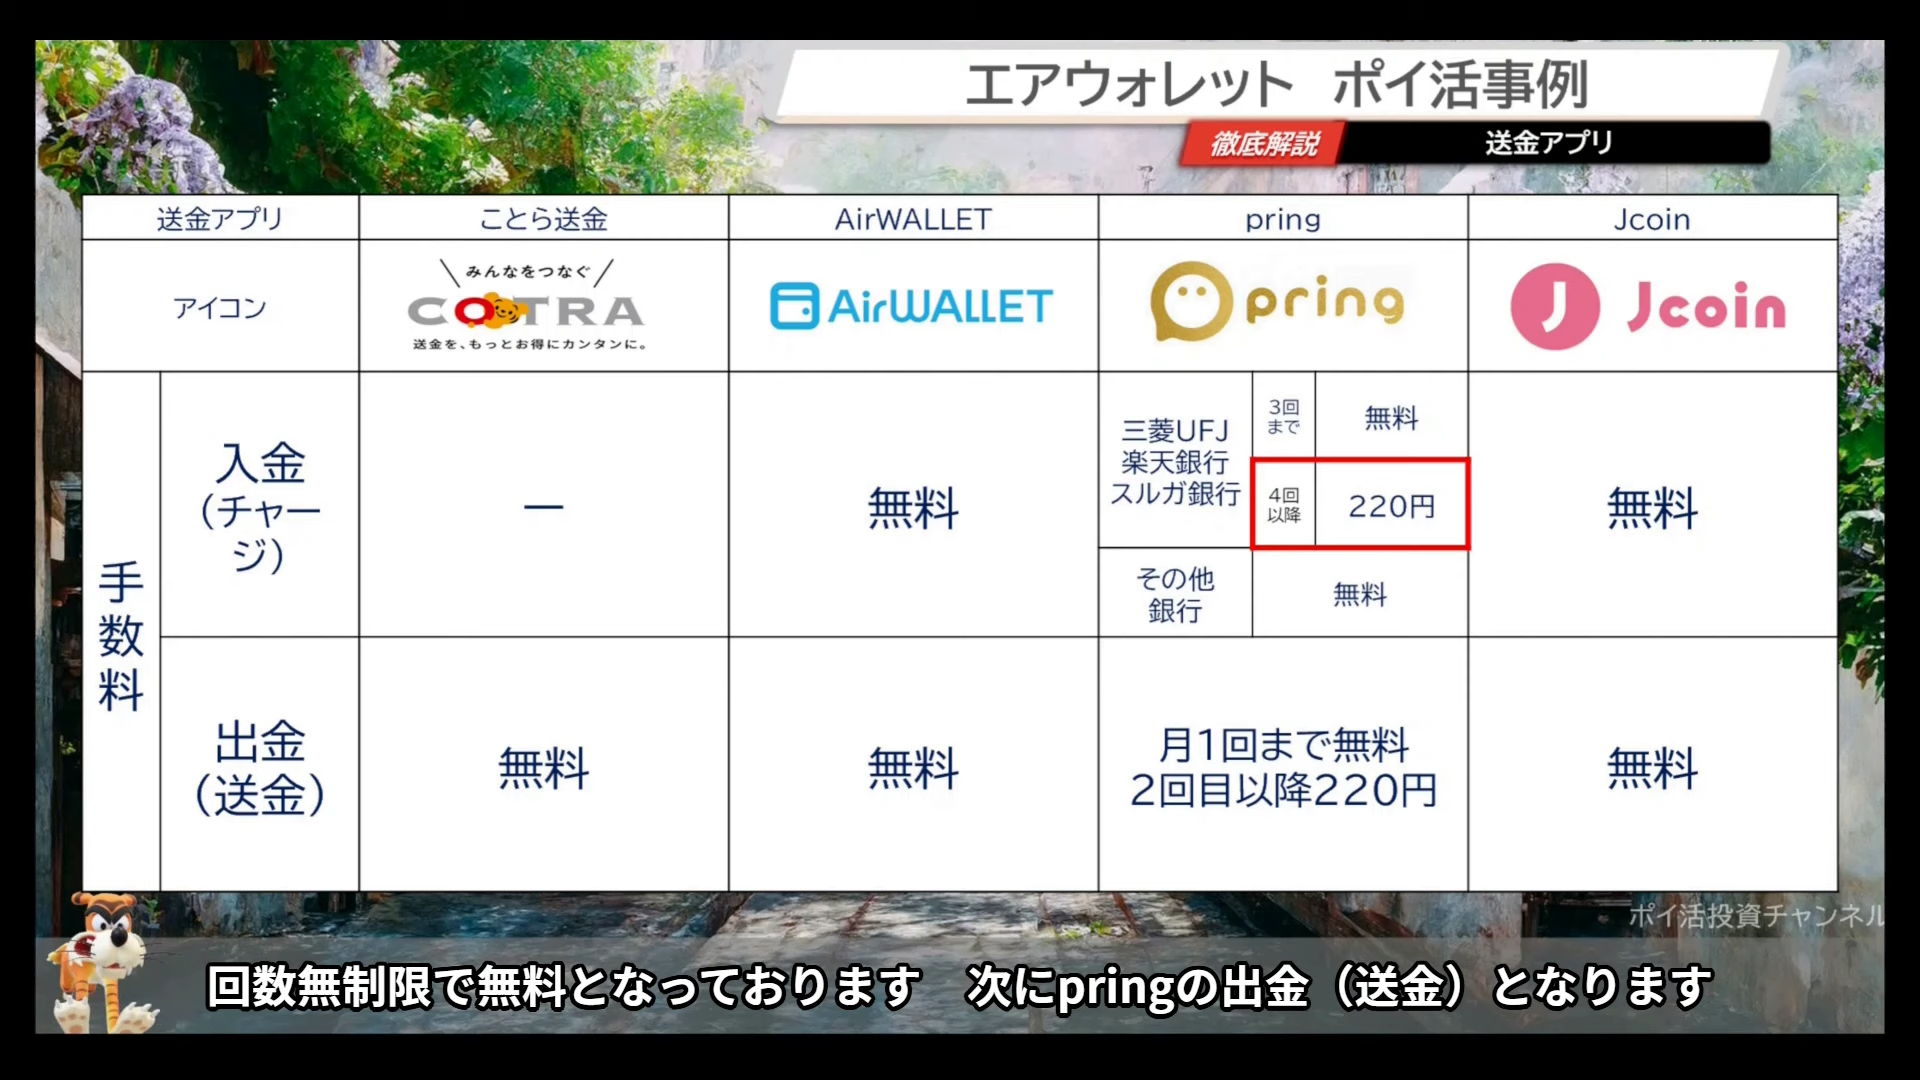 エアウォレット　ポイ活事例
徹底解説
送金アプリ
送金アプリ
ことら送金
AirWALLET
pring
Jcoin
アイコン
みんなをつなぐ
COTRA
送金を、もっとお得にカンタンに。
AirWALLET
pring
J Jcoin
手数料
入金
（チャー
ジ）
ー
無料
三菱UFJ
楽天銀行
スルガ銀行
3回
まで
無料
4回
以降
220円
その他
銀行
無料
無料
出金
（送金）
無料
無料
月1回まで無料
2回目以降220円
無料
ポイ活投資チャンネル
回数無制限で無料となっております　次にpringの出金（送金）となります